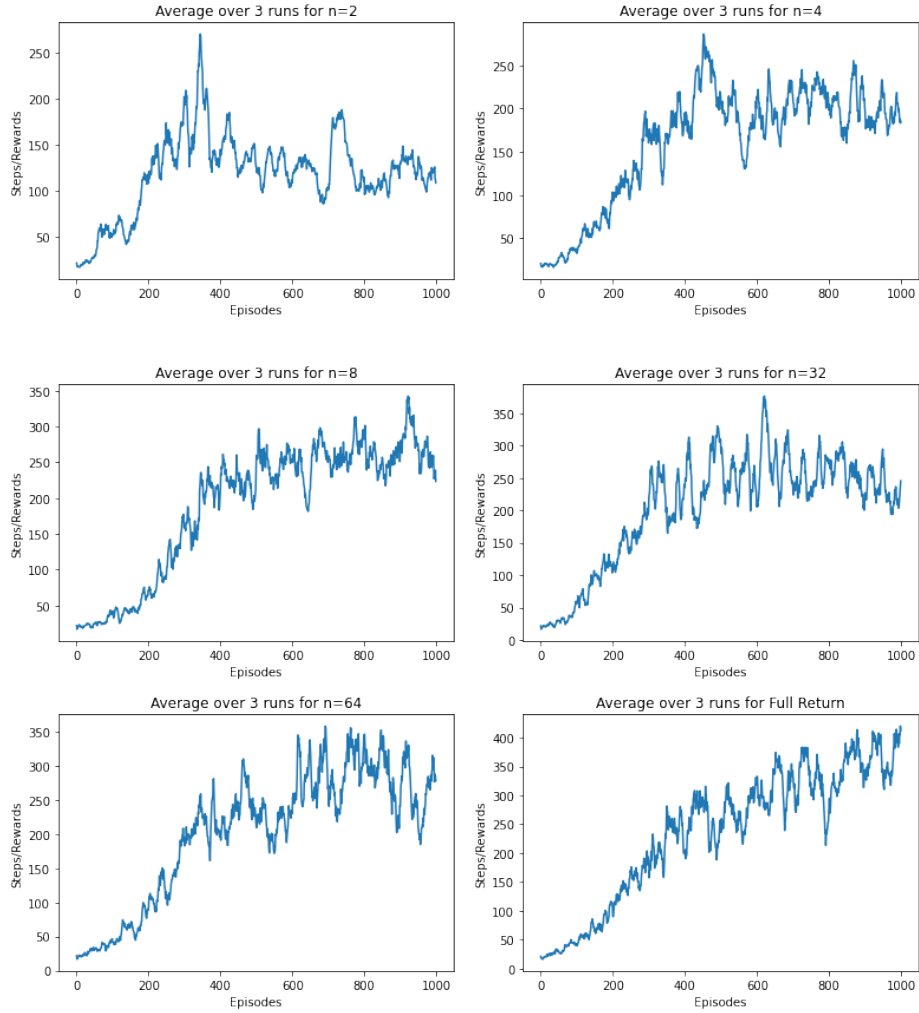 Average over 3 runs for n=2
Steps/Rewards
250
200
150
100
50
0 200 400 600 800 1000
Episodes
Average over 3 runs for n=4
Steps/Rewards
250
200
150
100
50
0 200 400 600 800 1000
Episodes
Average over 3 runs for n=8
Steps/Rewards
350
300
250
200
150
100
50
0 200 400 600 800 1000
Episodes
Average over 3 runs for n=32
Steps/Rewards
350
300
250
200
150
100
50
0
0 200 400 600 800 1000
Episodes
Average over 3 runs for n=64
Steps/Rewards
350
300
250
200
150
100
50
0
0 200 400 600 800 1000
Episodes
Average over 3 runs for Full Return
Steps/Rewards
400
350
300
250
200
150
100
50
0
0 200 400 600 800 1000
Episodes